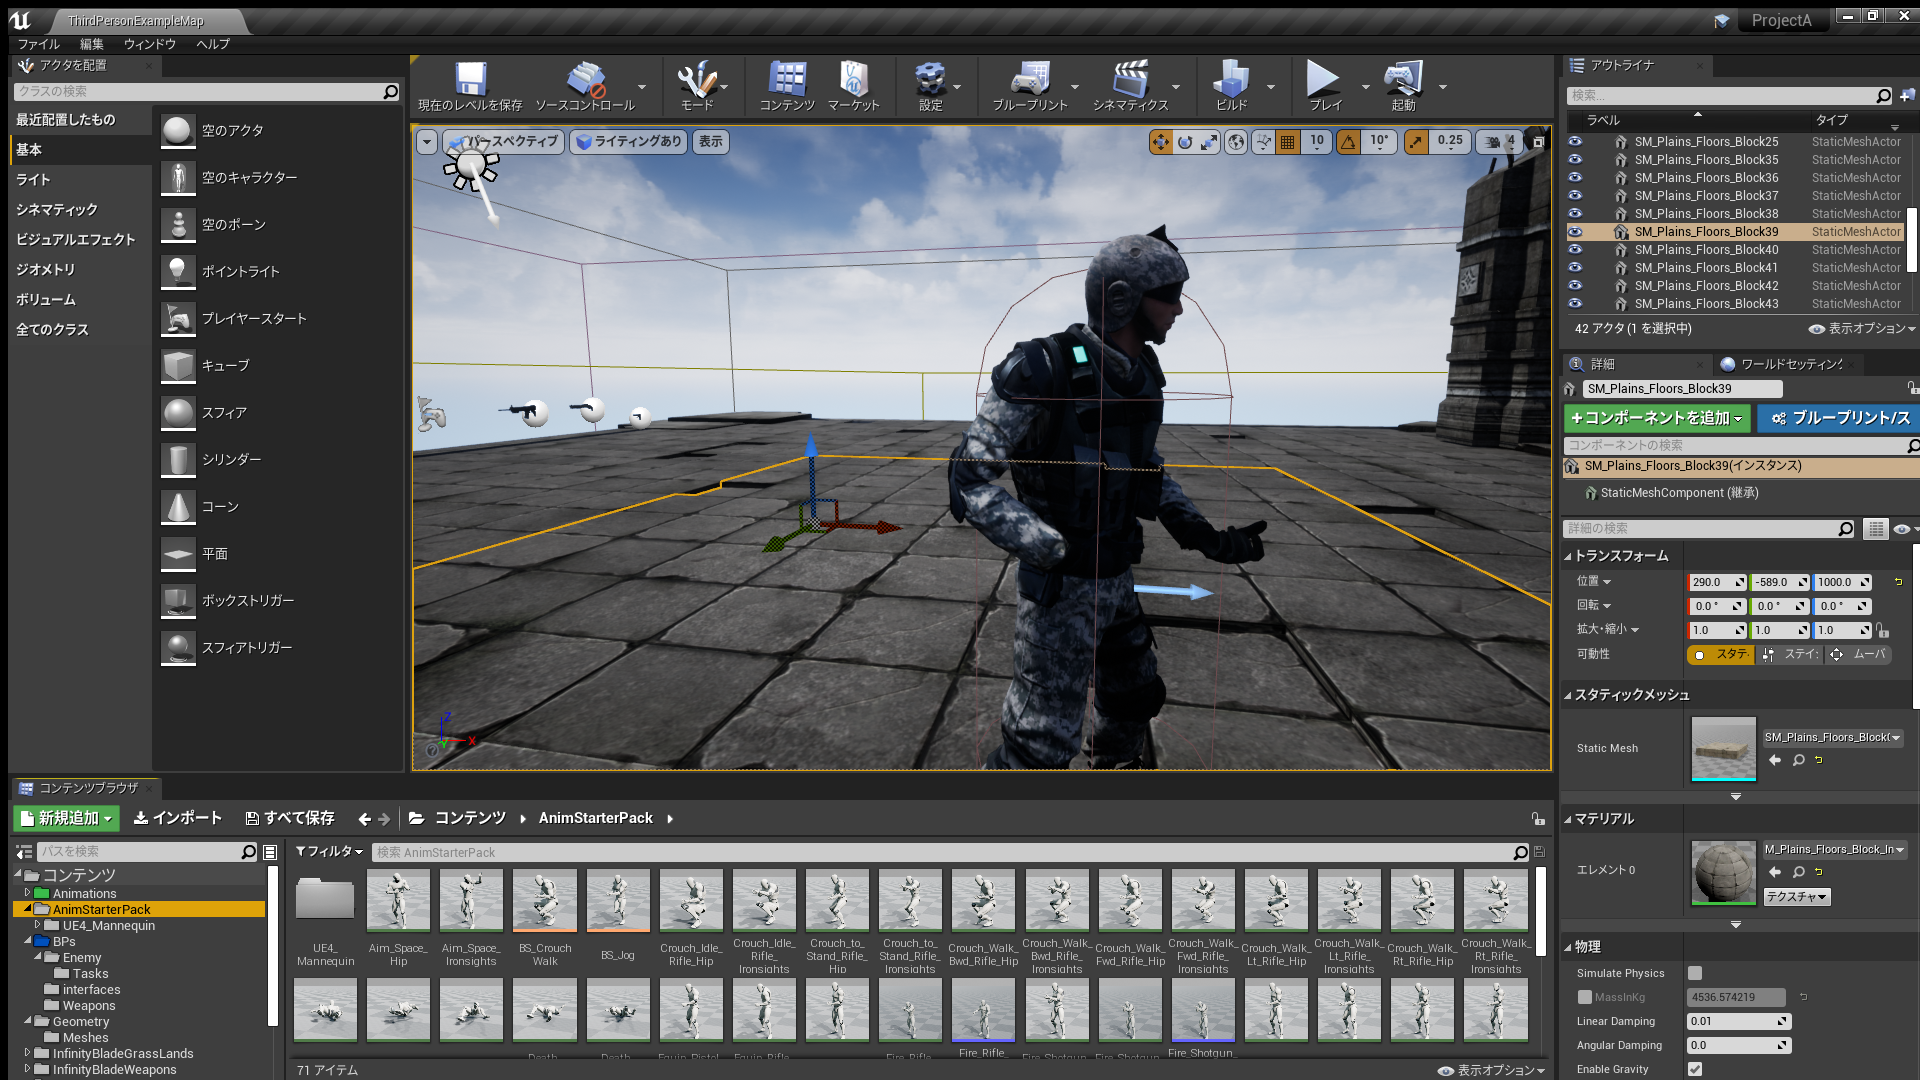 ThirdPersonExampleMap
ProjectA
ファイル 編集 ウィンドウ ヘルプ
アクタを配置
クラスの検索
最近配置したもの
基本
ライト
シネマティック
ビジュアルエフェクト
ジオメトリ
ボリューム
全てのクラス
空のアクタ
空のキャラクター
空のポーン
ポイントライト
プレイヤースタート
キューブ
スフィア
シリンダー
コーン
平面
ボックストリガー
スフィアトリガー
現在のレベルを保存 ソースコントロール モード コンテンツ マーケット 設定 ブループリント シネマティクス ビルド プレイ 起動
パースペクティブ ライティングあり 表示 10 10° 0.25 4
Z
X
アウトライナ
検索...
ラベル タイプ
SM_Plains_Floors_Block25 StaticMeshActor
SM_Plains_Floors_Block35 StaticMeshActor
SM_Plains_Floors_Block36 StaticMeshActor
SM_Plains_Floors_Block37 StaticMeshActor
SM_Plains_Floors_Block38 StaticMeshActor
SM_Plains_Floors_Block39 StaticMeshActor
SM_Plains_Floors_Block40 StaticMeshActor
SM_Plains_Floors_Block41 StaticMeshActor
SM_Plains_Floors_Block42 StaticMeshActor
SM_Plains_Floors_Block43 StaticMeshActor
42 アクタ (1 を選択中) 表示オプション
詳細 ワールドセッティング
SM_Plains_Floors_Block39
+コンポーネントを追加 ブループリント/ス
コンポーネントの検索
SM_Plains_Floors_Block39(インスタンス)
StaticMeshComponent (継承)
詳細の検索
トランスフォーム
位置 290.0 -589.0 1000.0
回転 0.0 ° 0.0 ° 0.0 °
拡大・縮小 1.0 1.0 1.0
可動性 スタテ ステイ ムーバ
スタティックメッシュ
Static Mesh SM_Plains_Floors_Block
マテリアル
エレメント 0 M_Plains_Floors_Block_In
テクスチャ
物理
Simulate Physics
MassInKg 4536.574219
Linear Damping 0.01
Angular Damping 0.0
Enable Gravity
コンテンツブラウザ
新規追加 インポート すべて保存 コンテンツ AnimStarterPack
パスを検索
コンテンツ
Animations
AnimStarterPack
UE4_Mannequin
BPs
Enemy
Tasks
interfaces
Weapons
Geometry
Meshes
InfinityBladeGrassLands
InfinityBladeWeapons
フィルタ 検索 AnimStarterPack
UE4_
Mannequin
Aim_Space_
Hip
Aim_Space_
Ironsights
BS_Crouch
Walk
BS_Jog
Crouch_Idle_
Rifle_Hip
Crouch_Idle_
Rifle_
Ironsights
Crouch_to_
Stand_Rifle_
Hip
Crouch_to_
Stand_Rifle_
Ironsights
Crouch_Walk_
Bwd_Rifle_Hip
Crouch_Walk_
Bwd_Rifle_
Ironsights
Crouch_Walk_
Fwd_Rifle_Hip
Crouch_Walk_
Fwd_Rifle_
Ironsights
Crouch_Walk_
Lt_Rifle_Hip
Crouch_Walk_
Lt_Rifle_
Ironsights
Crouch_Walk_
Rt_Rifle_Hip
Crouch_Walk_
Rt_Rifle_
Ironsights
Death Death Equip_Pistol Equip_Rifle Fire_Rifle Fire_Rifle_ Fire_Shotgun Fire_Shotgun Fire_Shotgun_
71 アイテム 表示オプション